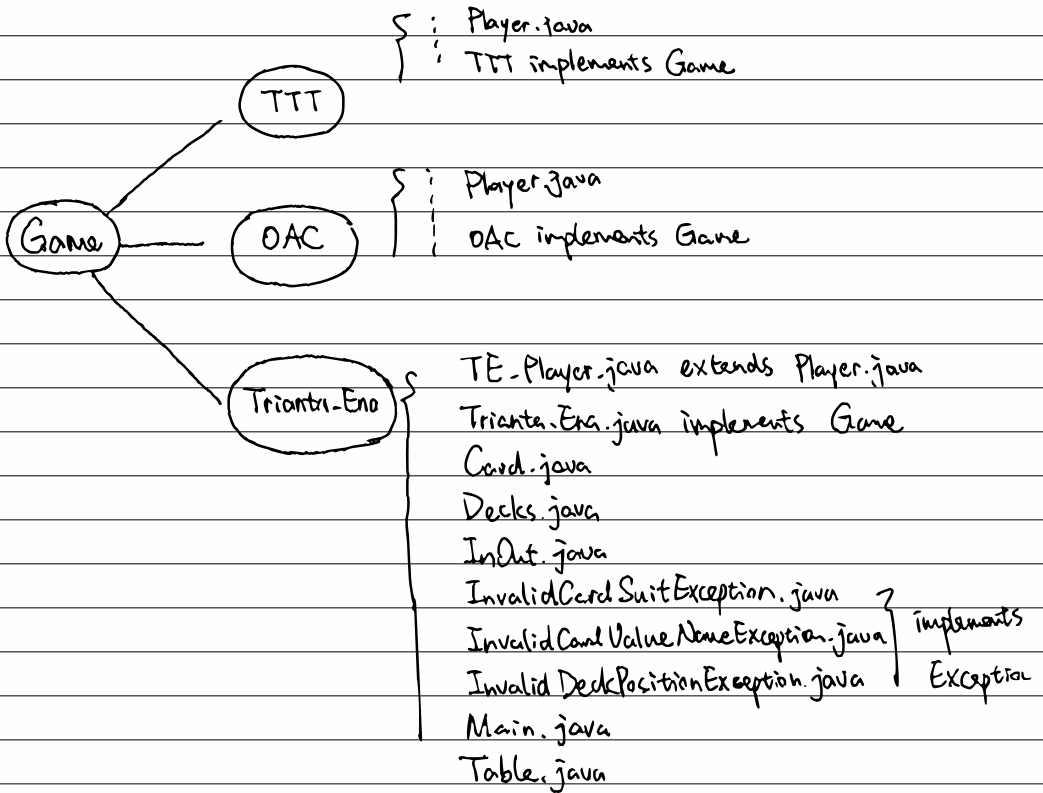 Player.java
TTT implements Game
TTT
Player.java
Game
OAC
OAC implements Game
TE_Player.java extends Player.java
Trianta_Ena
Trianta_Ena.java implements Game
Card.java
Decks.java
InOut.java
InvalidCardSuitException.java
InvalidCardValueNameException.java
implements
InvalidDeckPositionException.java
Exception
Main.java
Table.java